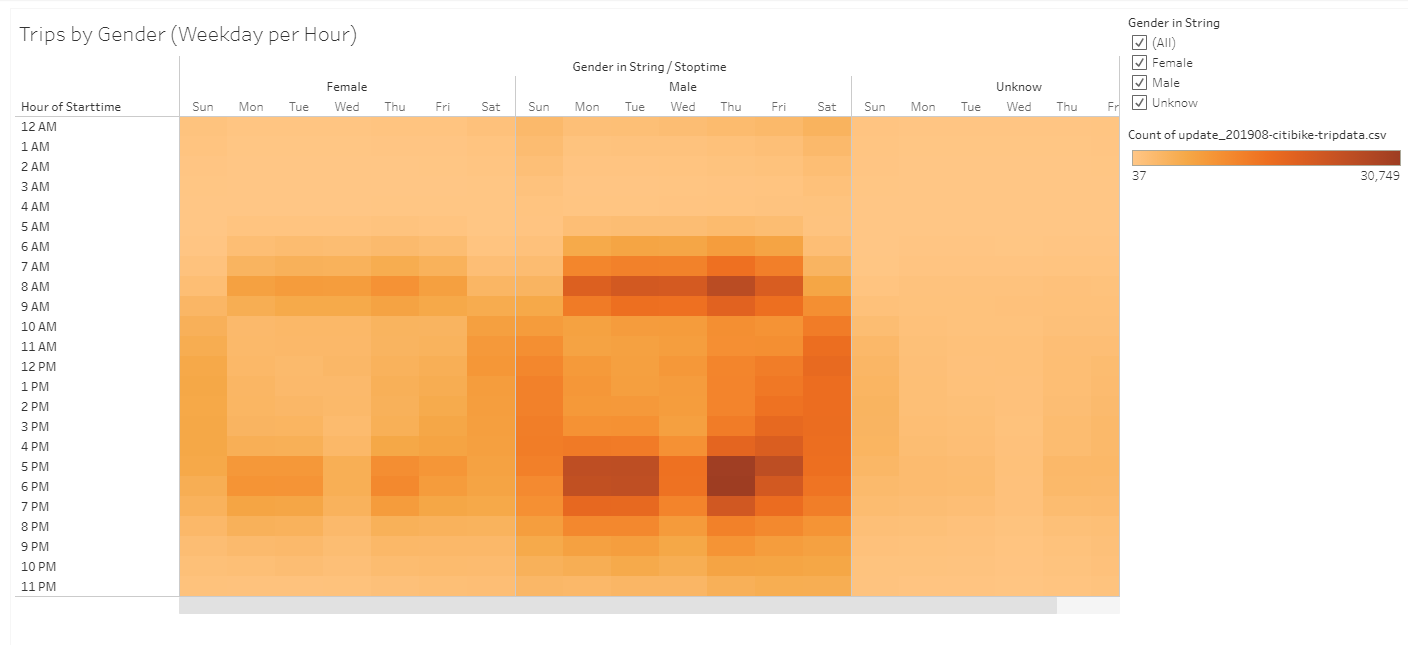 Trips by Gender (Weekday per Hour)
Gender in String / Stoptime
Female Male Unknow
Hour of Starttime Sun Mon Tue Wed Thu Fri Sat Sun Mon Tue Wed Thu Fri Sat Sun Mon Tue Wed Thu Fr
12 AM
1 AM
2 AM
3 AM
4 AM
5 AM
6 AM
7 AM
8 AM
9 AM
10 AM
11 AM
12 PM
1 PM
2 PM
3 PM
4 PM
5 PM
6 PM
7 PM
8 PM
9 PM
10 PM
11 PM
Gender in String
(All)
Female
Male
Unknow
Count of update_201908-citibike-tripdata.csv
37 30,749